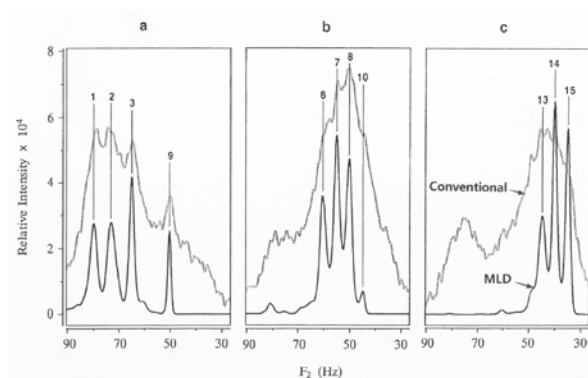 a b c
8
6
4
2
0
Relative Intensity × 10⁴
1 2 3 9
6 7 8 10
13 14 15
Conventional
MLD
90 70 50 30 90 70 50 30 90 70 50 30
F₂ (Hz)